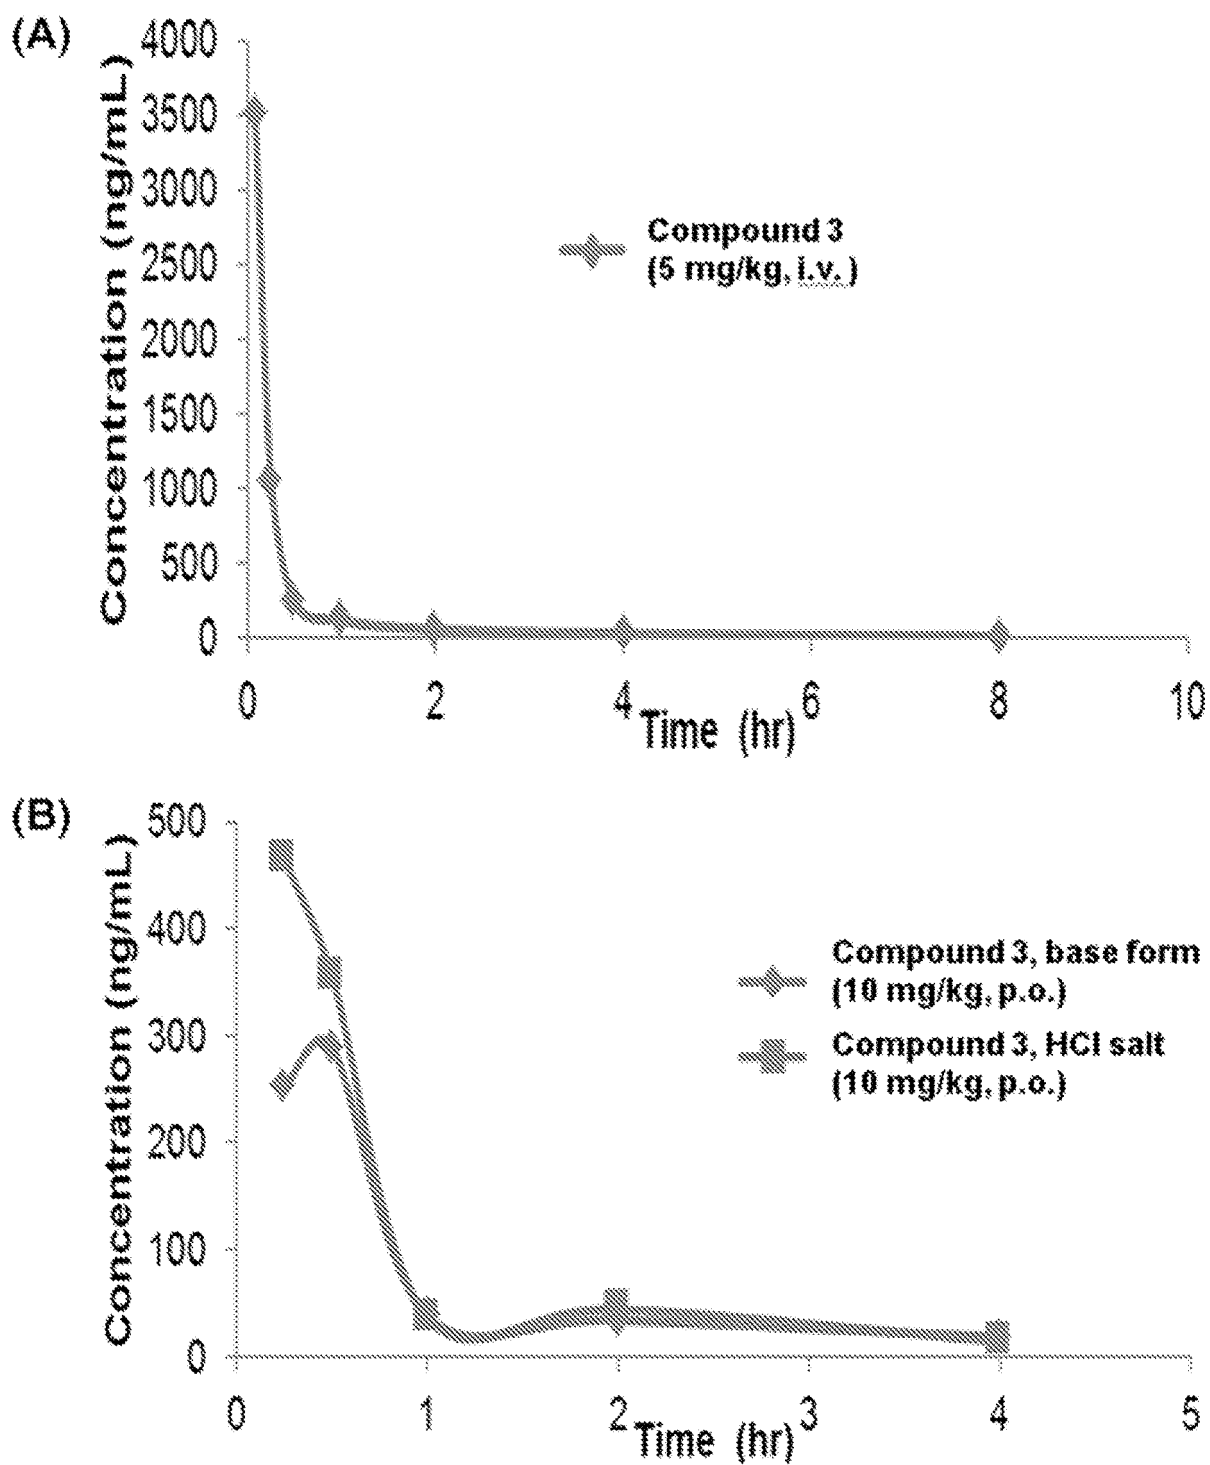 (A)
Concentration (ng/mL)
4000
3500
3000
2500
2000
1500
1000
500
0
Compound 3
(5 mg/kg, i.v. )
0 2 4 6 8 10
Time (hr)
(B)
Concentration (ng/mL)
500
400
300
200
100
0
Compound 3, base form
(10 mg/kg, p.o.)
Compound 3, HCl salt
(10 mg/kg, p.o.)
0 1 2 3 4 5
Time (hr)